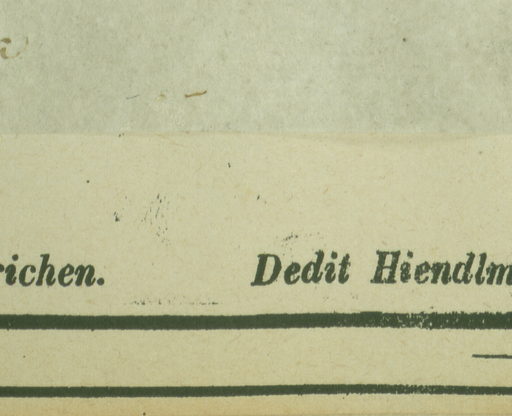 richen. Dedit Hiendlm